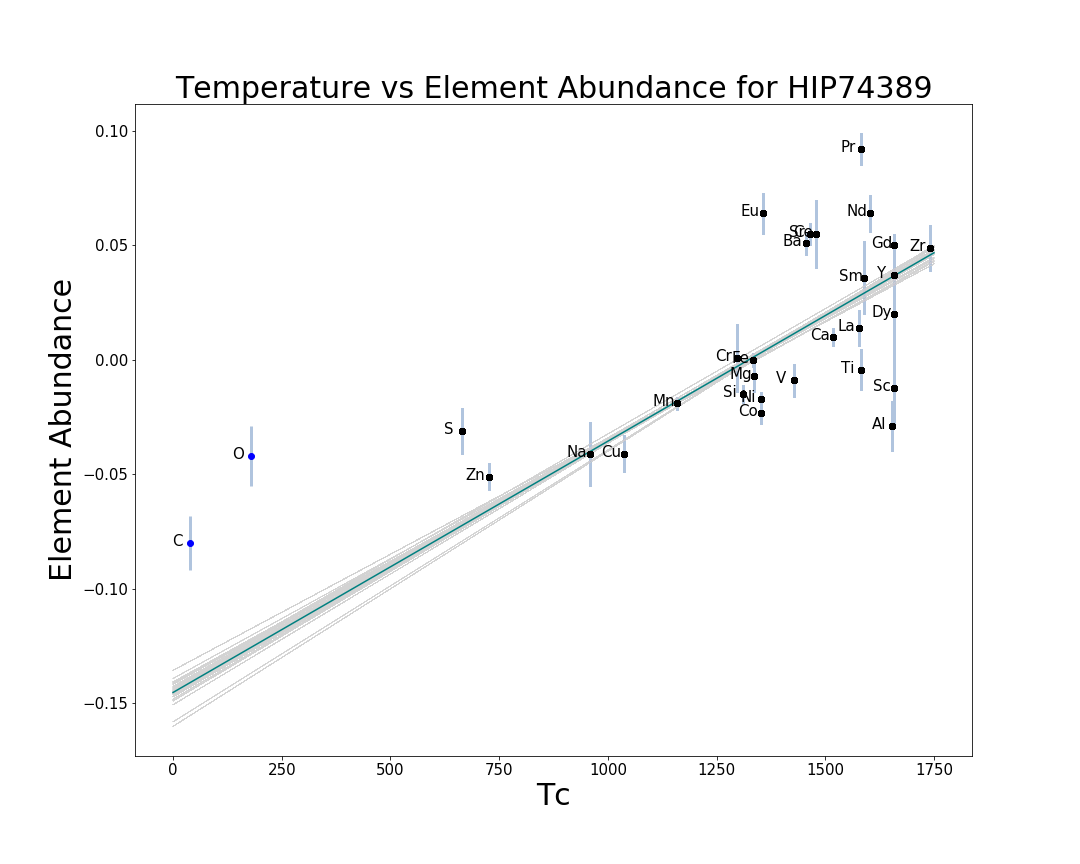 Temperature vs Element Abundance for HIP74389
Element Abundance
0.10
0.05
0.00
−0.05
−0.10
−0.15
Pr
Eu
Nd
Sr
Ce
Ba
Gd
Zr
Sm
Y
Dy
La
Ca
Cr
Fe
Ti
Mg
V
Sc
Si
Ni
Mn
Co
Al
S
O
Na
Cu
Zn
C
0
250
500
750
1000
1250
1500
1750
Tc